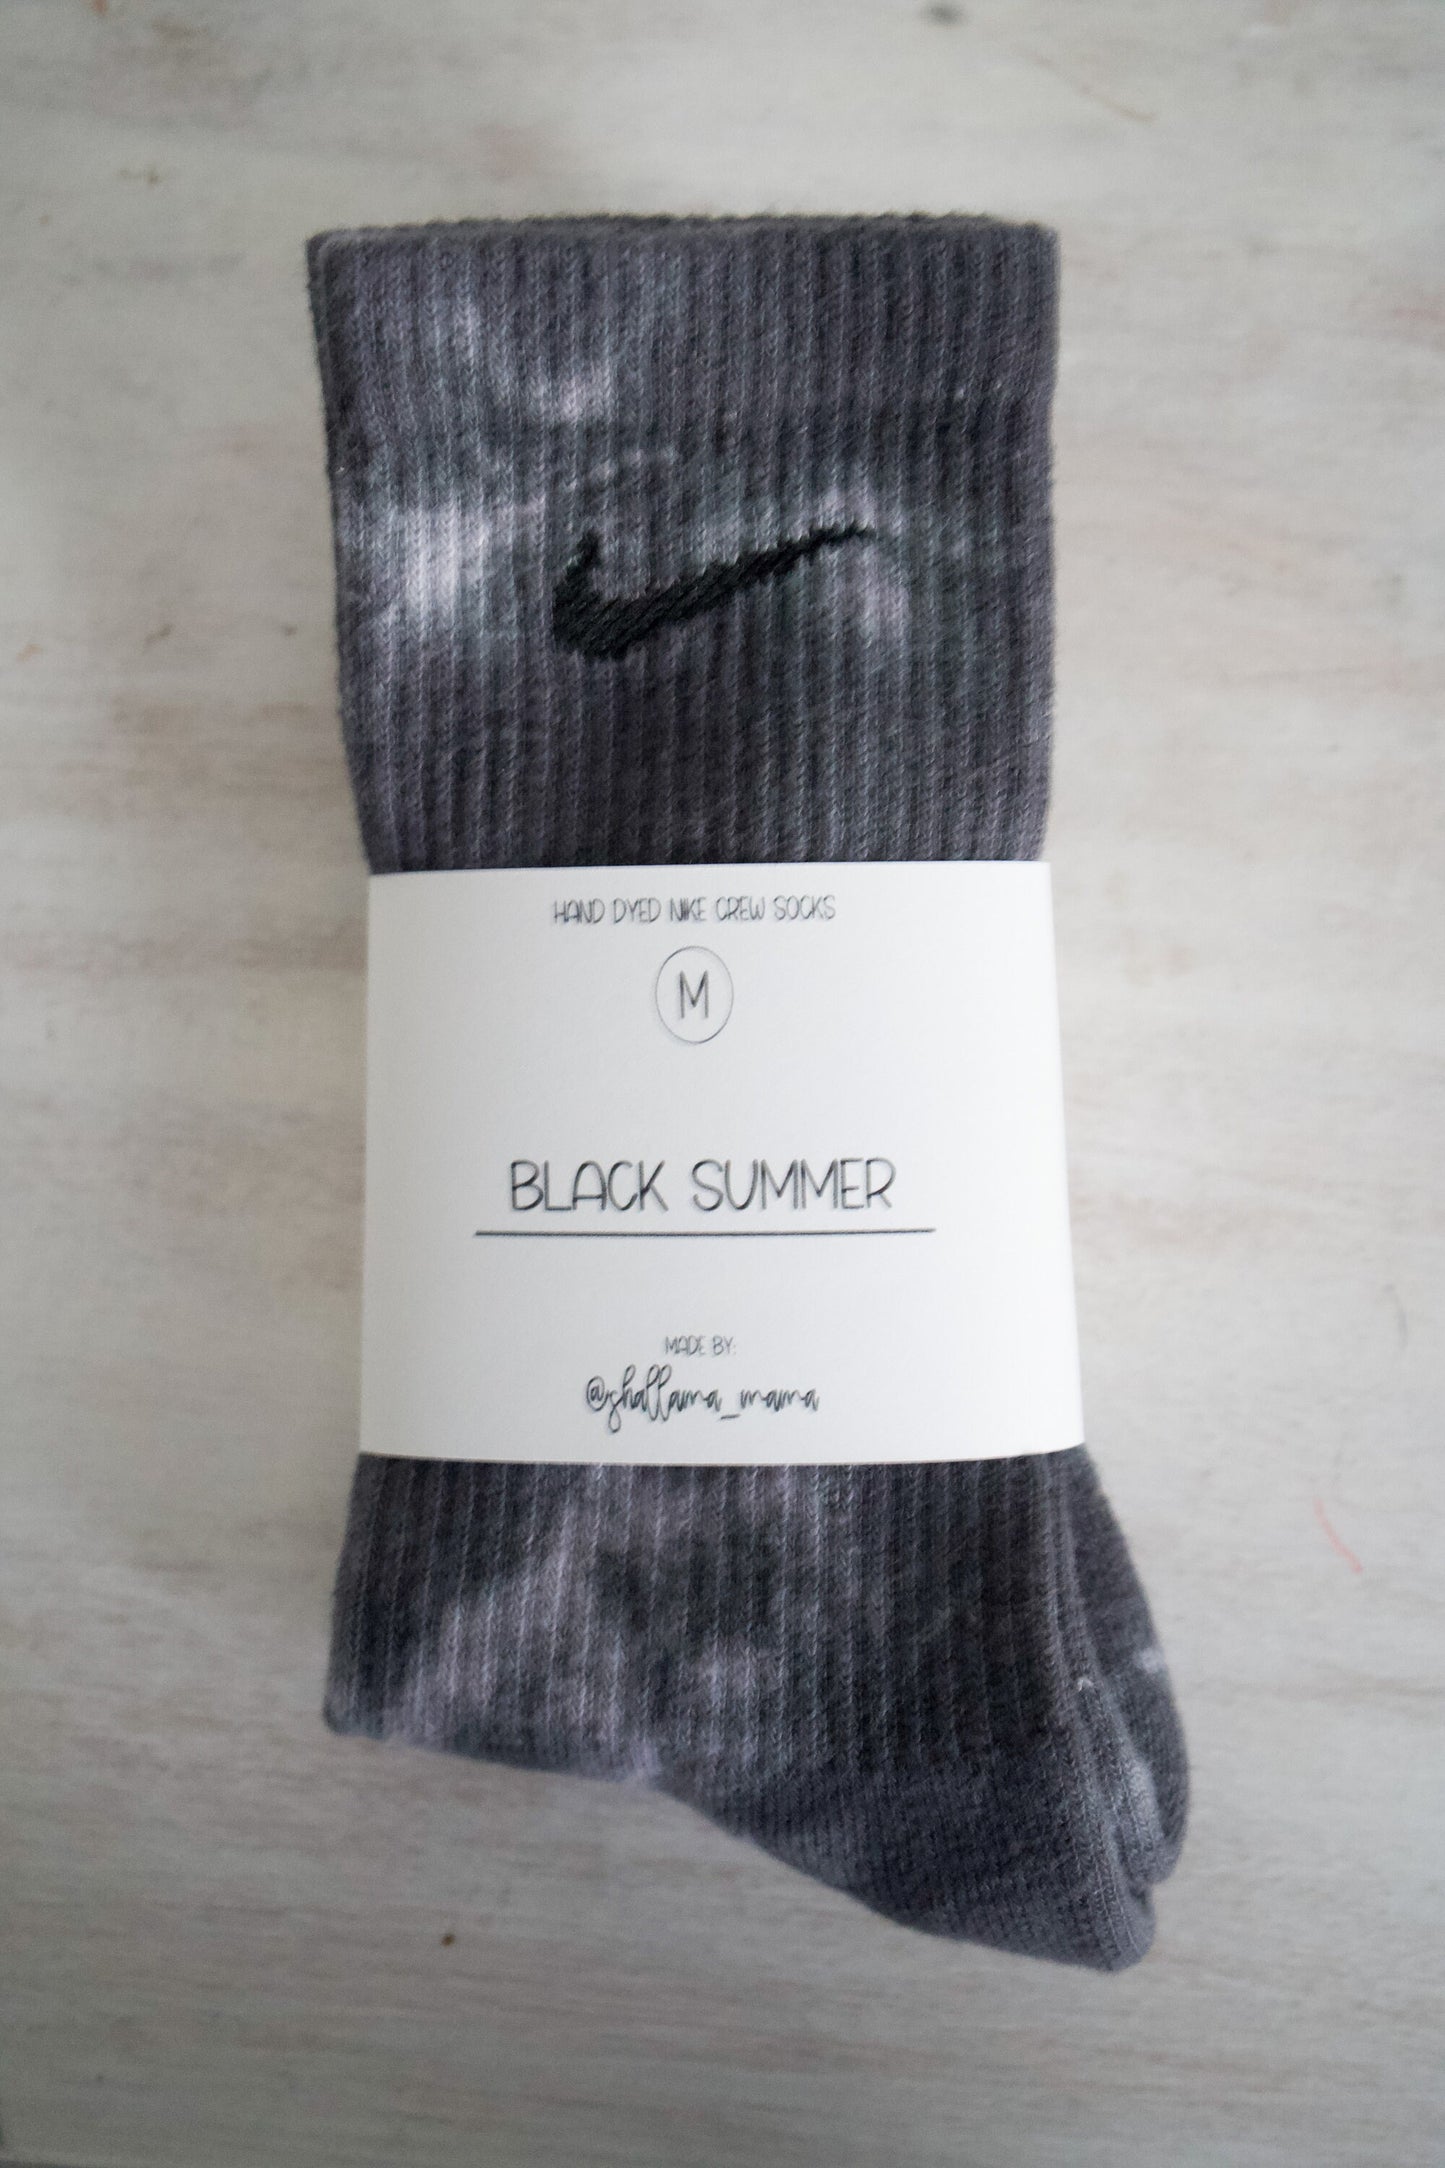 HAND DYED NIKE CREW SOCKS
M
BLACK SUMMER
MADE BY:
@shallama_mama